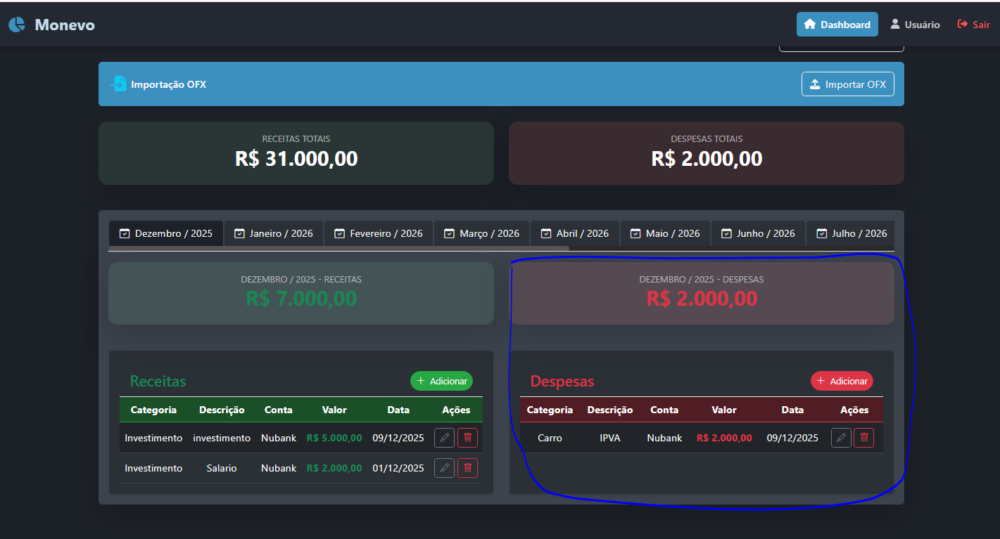 Monevo
Dashboard
Usuário
Sair
Importação OFX
Importar OFX
RECEITAS TOTAIS
R$ 31.000,00
DESPESAS TOTAIS
R$ 2.000,00
Dezembro / 2025
Janeiro / 2026
Fevereiro / 2026
Março / 2026
Abril / 2026
Maio / 2026
Junho / 2026
Julho / 2026
DEZEMBRO / 2025 - RECEITAS
R$ 7.000,00
DEZEMBRO / 2025 - DESPESAS
R$ 2.000,00
Receitas
+ Adicionar
Categoria Descrição Conta Valor Data Ações
Investimento investimento Nubank R$ 5.000,00 09/12/2025
Investimento Salario Nubank R$ 2.000,00 01/12/2025
Despesas
+ Adicionar
Categoria Descrição Conta Valor Data Ações
Carro IPVA Nubank R$ 2.000,00 09/12/2025